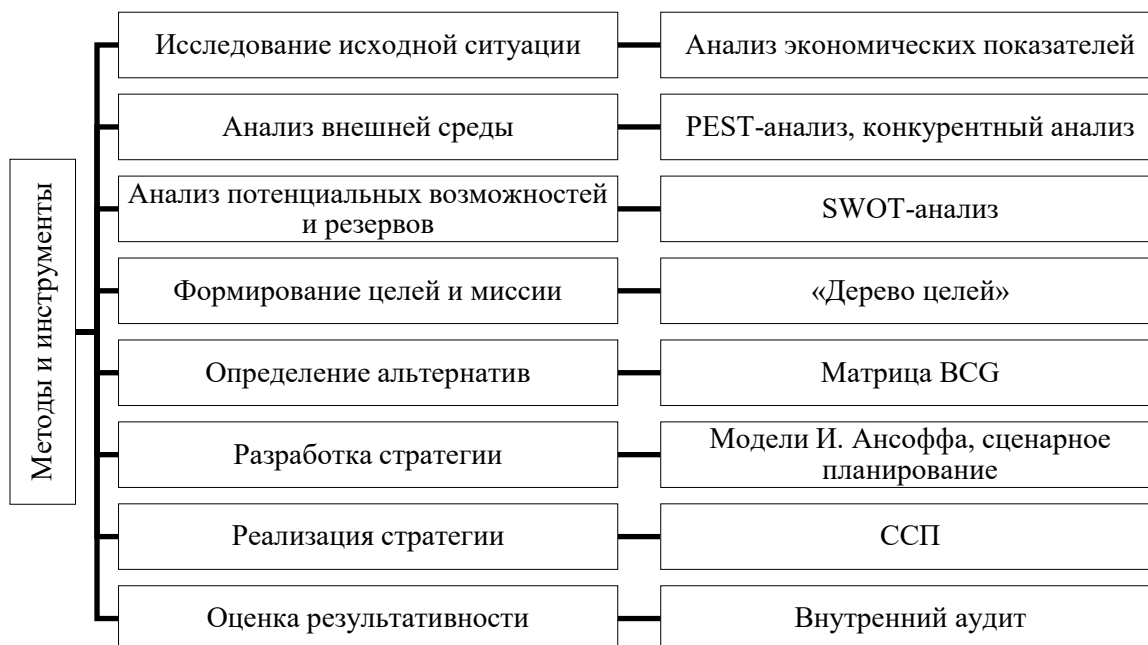 Методы и инструменты
Исследование исходной ситуации
Анализ экономических показателей
Анализ внешней среды
PEST-анализ, конкурентный анализ
Анализ потенциальных возможностей
и резервов
SWOT-анализ
Формирование целей и миссии
«Дерево целей»
Определение альтернатив
Матрица BCG
Разработка стратегии
Модели И. Ансоффа, сценарное
планирование
Реализация стратегии
ССП
Оценка результативности
Внутренний аудит